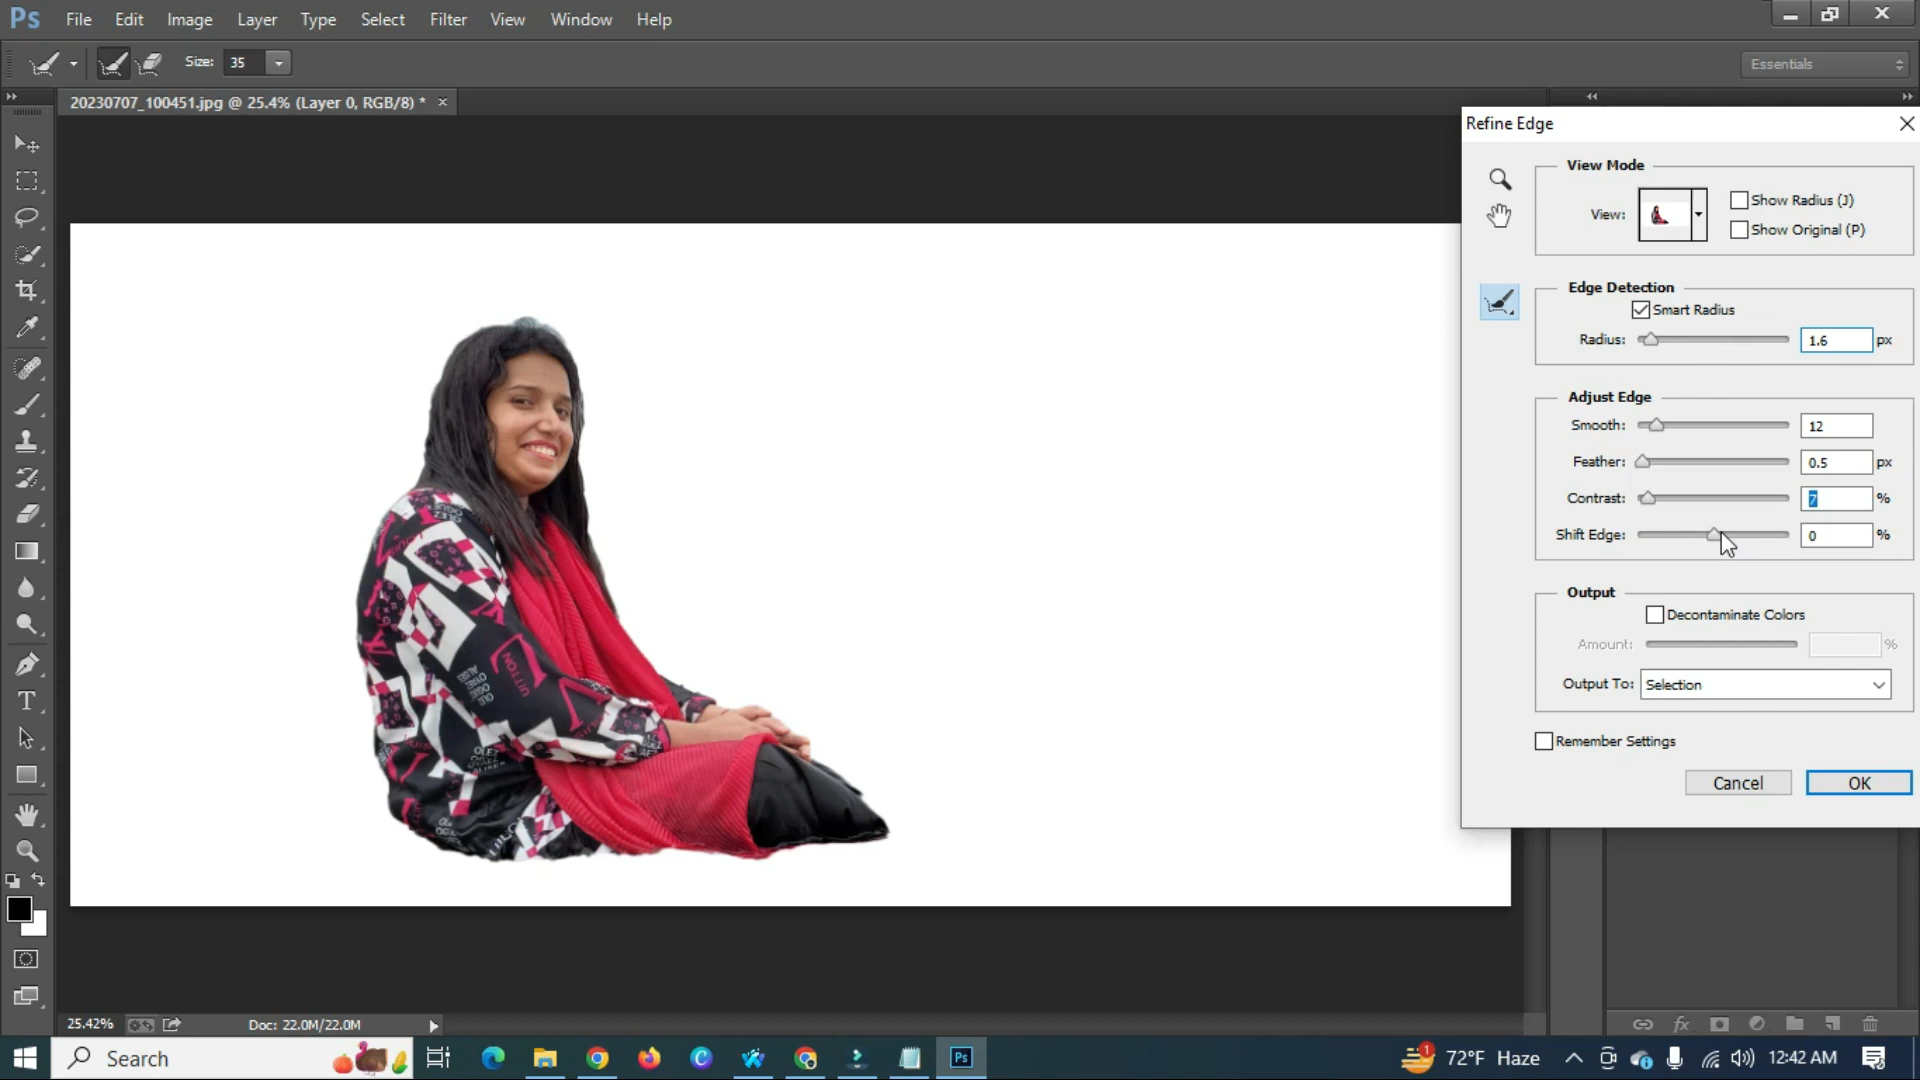 Ps File Edit Image Layer Type Select Filter View Window Help
Size: 35 Essentials
20230707_100451.jpg @ 25.4% (Layer 0, RGB/8) * ×
Refine Edge
View Mode
View:
Show Radius (J)
Show Original (P)
Edge Detection
Smart Radius
Radius: 1.6 px
Adjust Edge
Smooth: 12
Feather: 0.5 px
Contrast: 7 %
Shift Edge: 0 %
Output
Decontaminate Colors
Amount: %
Output To: Selection
Remember Settings
Cancel OK
T
fx
25.42% Doc: 22.0M/22.0M
Search 1 72°F Haze 12:42 AM
Ps